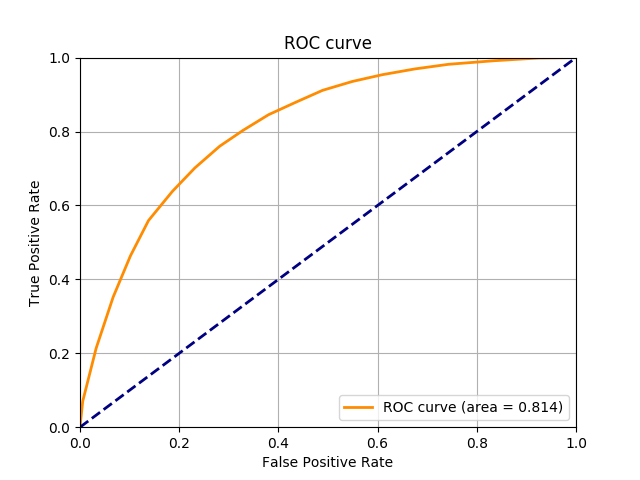 ROC curve
1.0
0.8
0.6
0.4
0.2
0.0
True Positive Rate
ROC curve (area = 0.814)
0.0 0.2 0.4 0.6 0.8 1.0
False Positive Rate